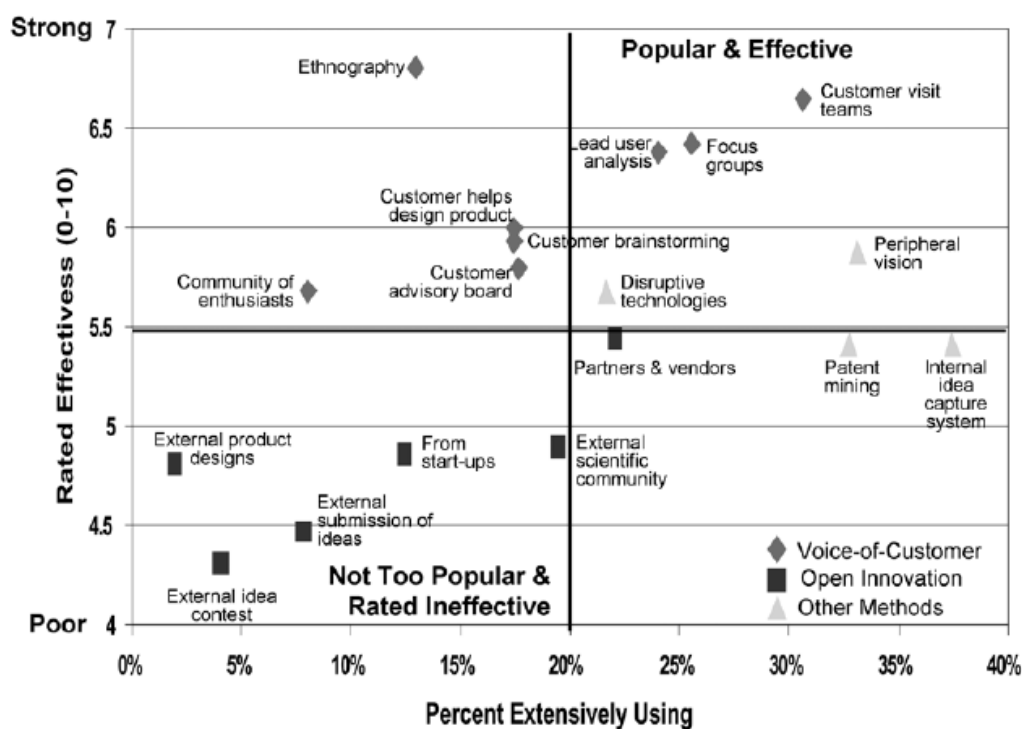 Strong
7
Popular & Effective
Ethnography
Customer visit
teams
6.5
Lead user
analysis
Focus
groups
Customer helps
design product
6
Customer brainstorming
Peripheral
vision
Customer
advisory board
Community of
enthusiasts
Disruptive
technologies
5.5
Partners & vendors
Patent
mining
Internal
idea
capture
system
5
External product
designs
From
start-ups
External
scientific
community
External
submission of
ideas
4.5
External idea
contest
Not Too Popular &
Rated Ineffective
Voice-of-Customer
Open Innovation
Other Methods
Poor
4
Rated Effectivess (0-10)
0%
5%
10%
15%
20%
25%
30%
35%
40%
Percent Extensively Using